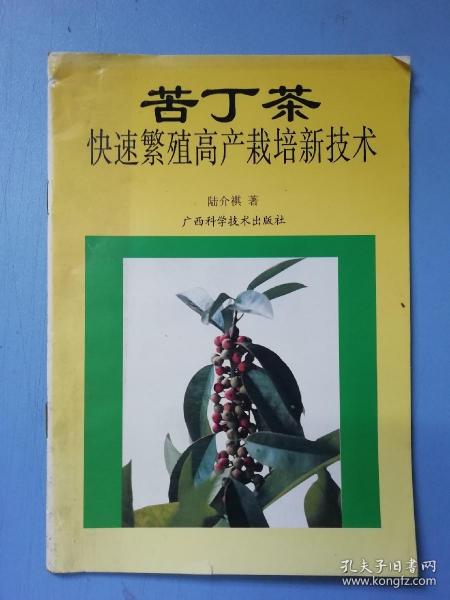 苦丁茶
快速繁殖高产栽培新技术
陆介祺 著
广西科学技术出版社
孔夫子旧书网
www.kongfz.com